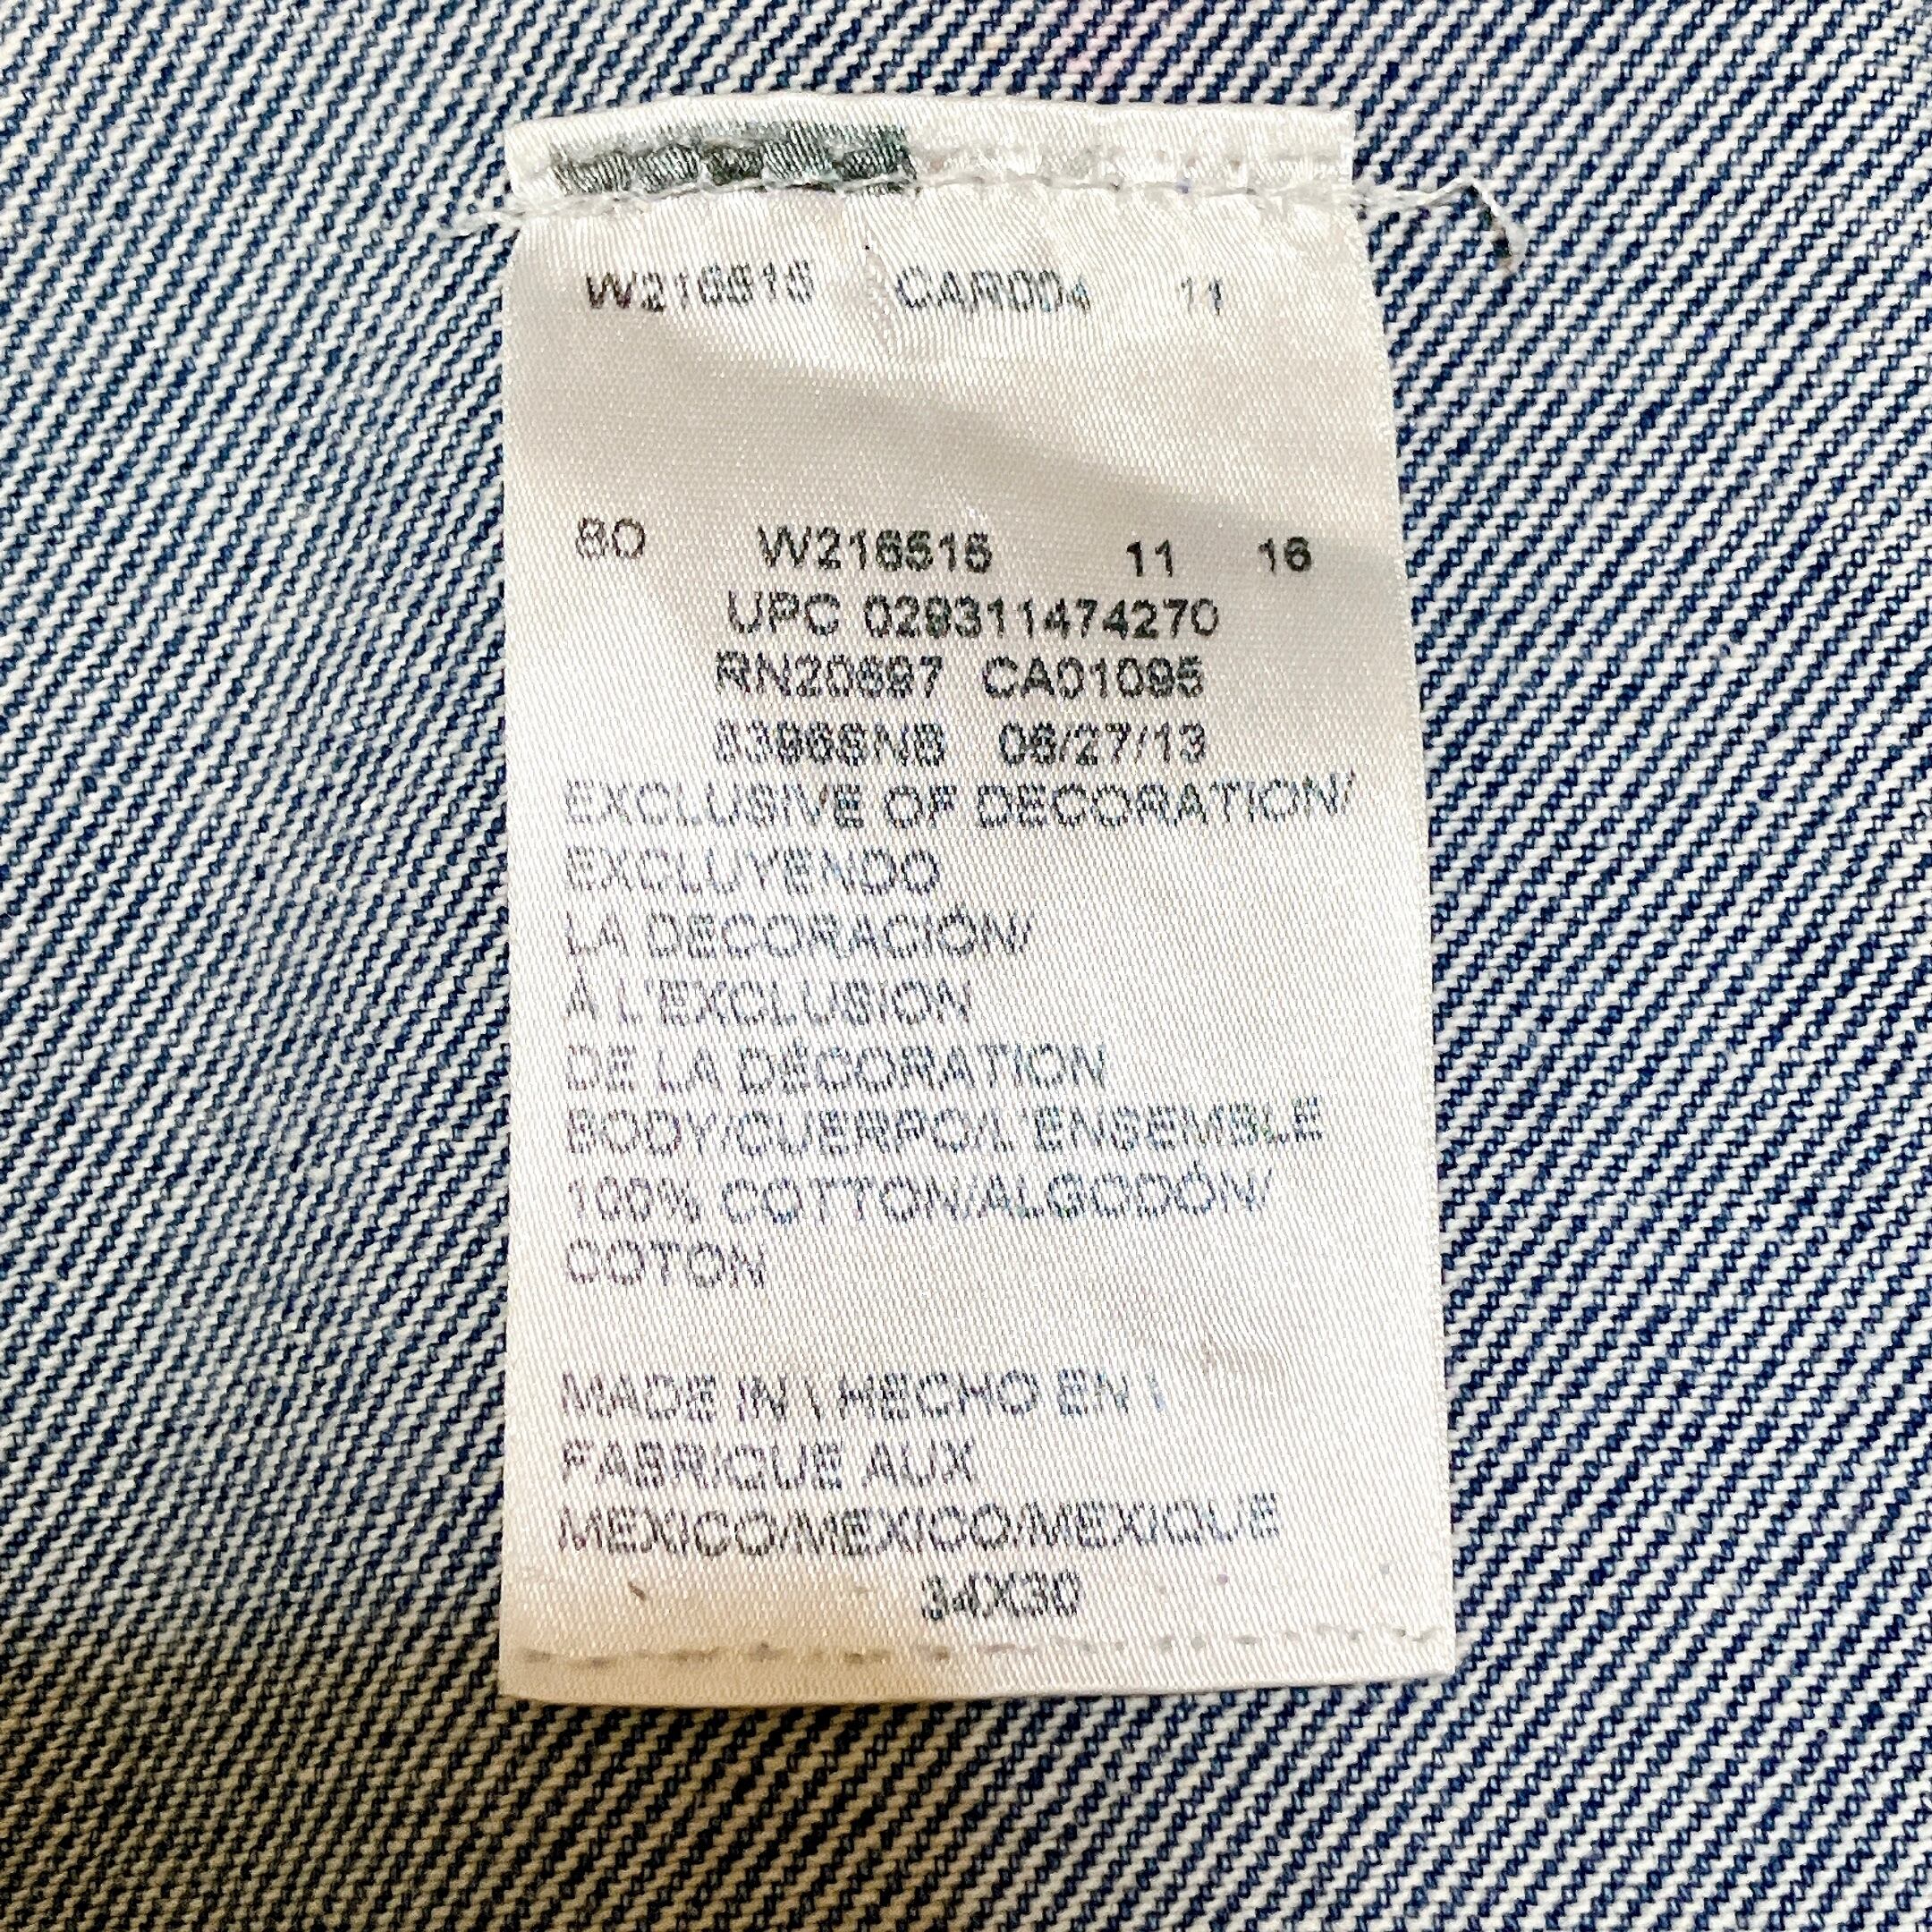 W216515 CAR004 11
80 W216515 11 16
UPC 029311474270
RN20697 CA01095
8396SNB 06/27/13
EXCLUSIVE OF DECORATION/
EXCLUYENDO
LA DECORACIÓN/
À L'EXCLUSION
DE LA DÉCORATION
BODY/CUERPO/L'ENSEMBLE
100% COTTON/ALGODÓN/
COTON
MADE IN \ HECHO EN \
FABRIQUE AUX
MEXICO/MEXICO/MEXIQUE
34X30